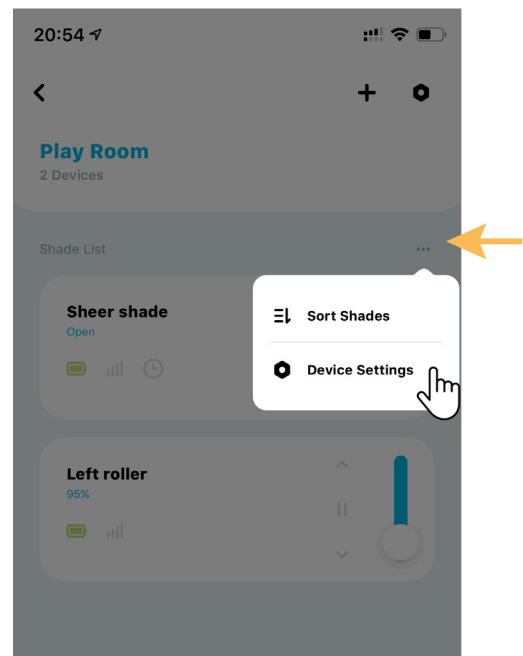 20:54
Play Room
2 Devices
Shade List
Sheer shade
Open
Sort Shades
Device Settings
Left roller
95%